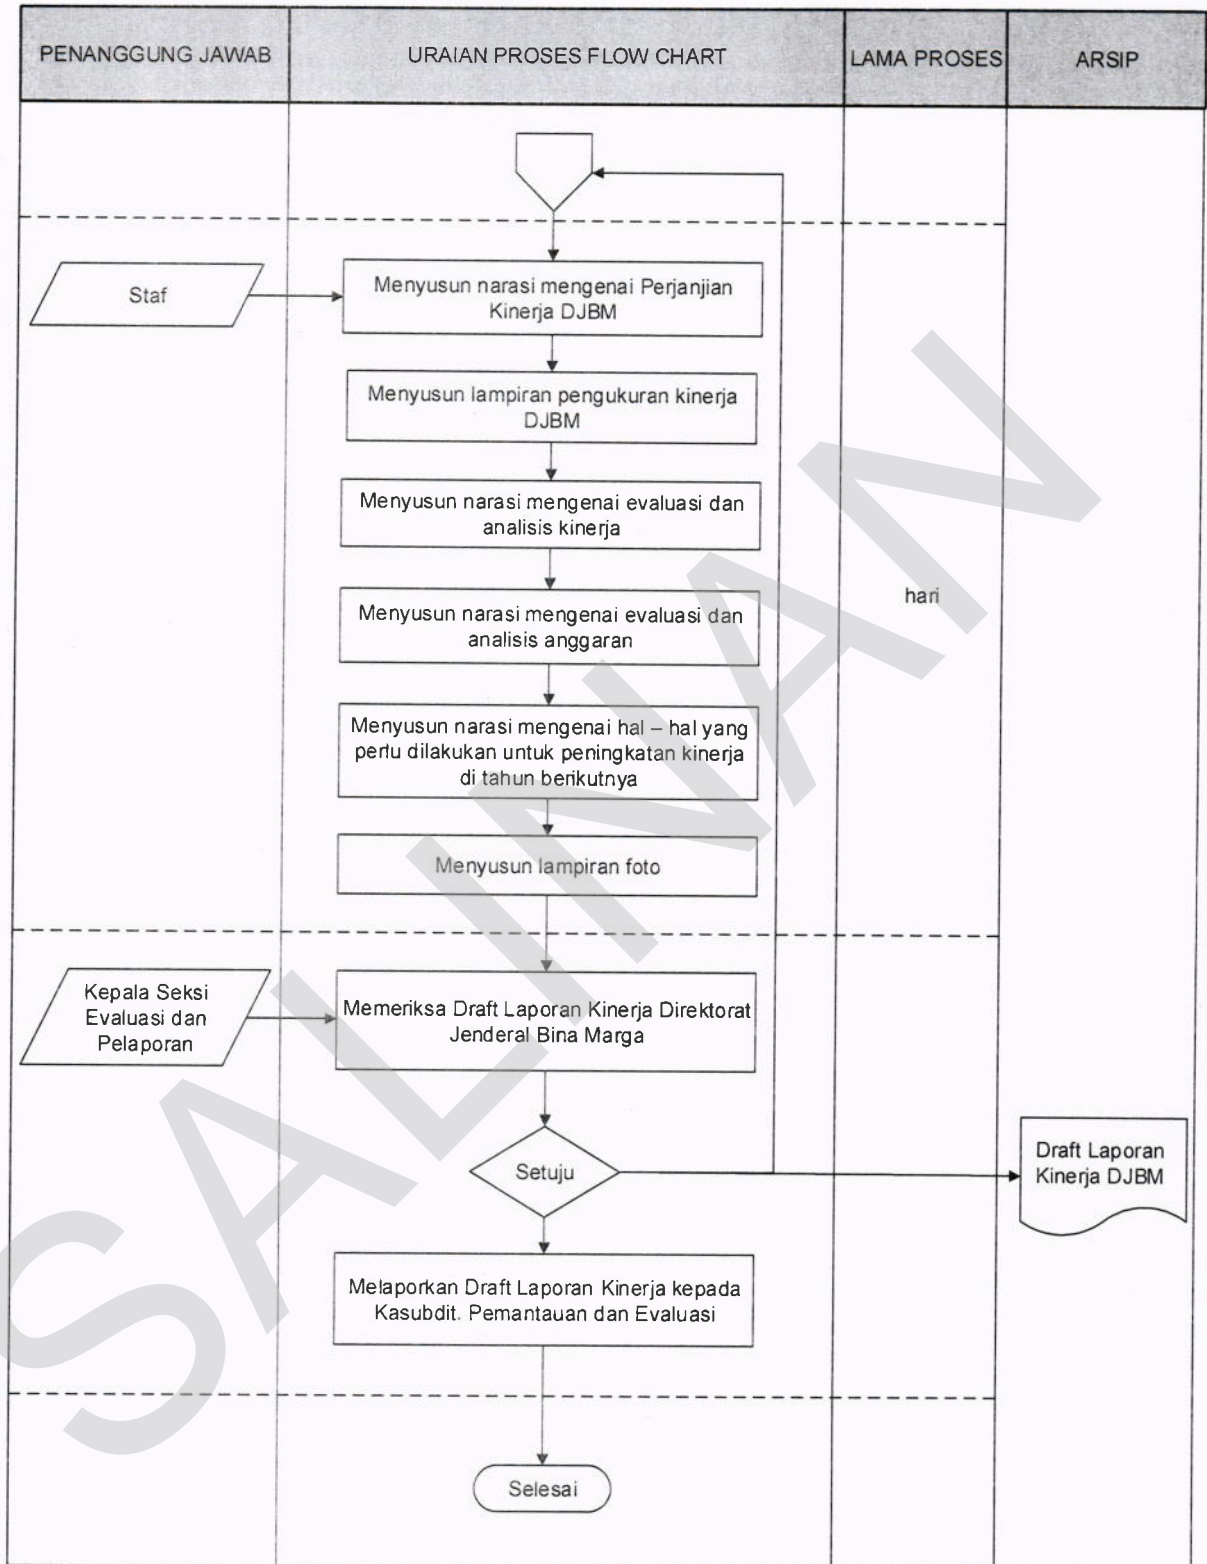 PENANGGUNG JAWAB
URAIAN PROSES FLOW CHART
LAMA PROSES
ARSIP
Staf
Menyusun narasi mengenai Perjanjian
Kinerja DJBM
Menyusun lampiran pengukuran kinerja
DJBM
Menyusun narasi mengenai evaluasi dan
analisis kinerja
Menyusun narasi mengenai evaluasi dan
analisis anggaran
hari
Menyusun narasi mengenai hal – hal yang
perlu dilakukan untuk peningkatan kinerja
di tahun berikutnya
Menyusun lampiran foto
Kepala Seksi
Evaluasi dan
Pelaporan
Memeriksa Draft Laporan Kinerja Direktorat
Jenderal Bina Marga
Setuju
Draft Laporan
Kinerja DJBM
Melaporkan Draft Laporan Kinerja kepada
Kasubdit. Pemantauan dan Evaluasi
Selesai
SALINAN